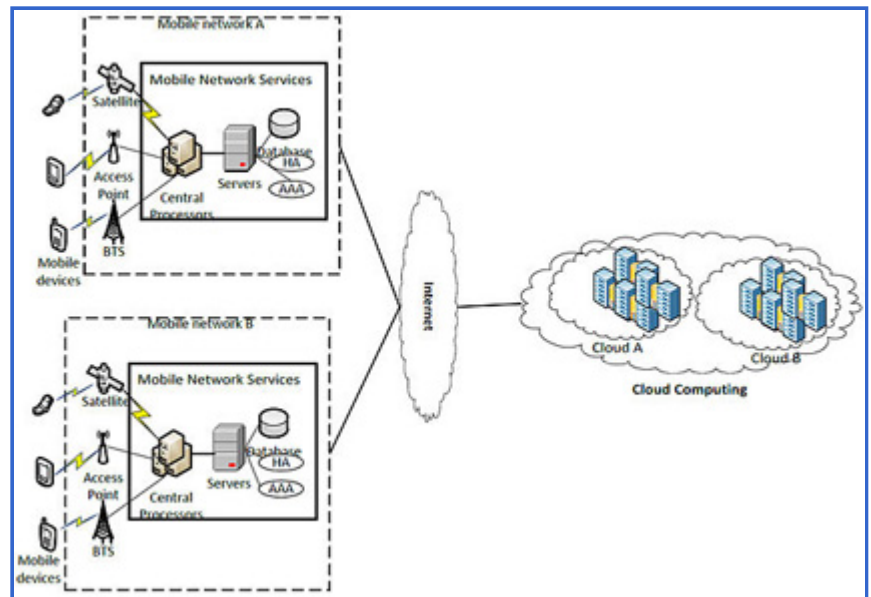 Mobile network A
Mobile Network Services
Satellite
Database
HA
Access
Point
Servers
AAA
Central
Processors
BTS
Mobile
devices
Internet
Cloud A
Cloud B
Cloud Computing
Mobile network B
Mobile Network Services
Satellite
Database
HA
Access
Point
Servers
AAA
Central
Processors
BTS
Mobile
devices